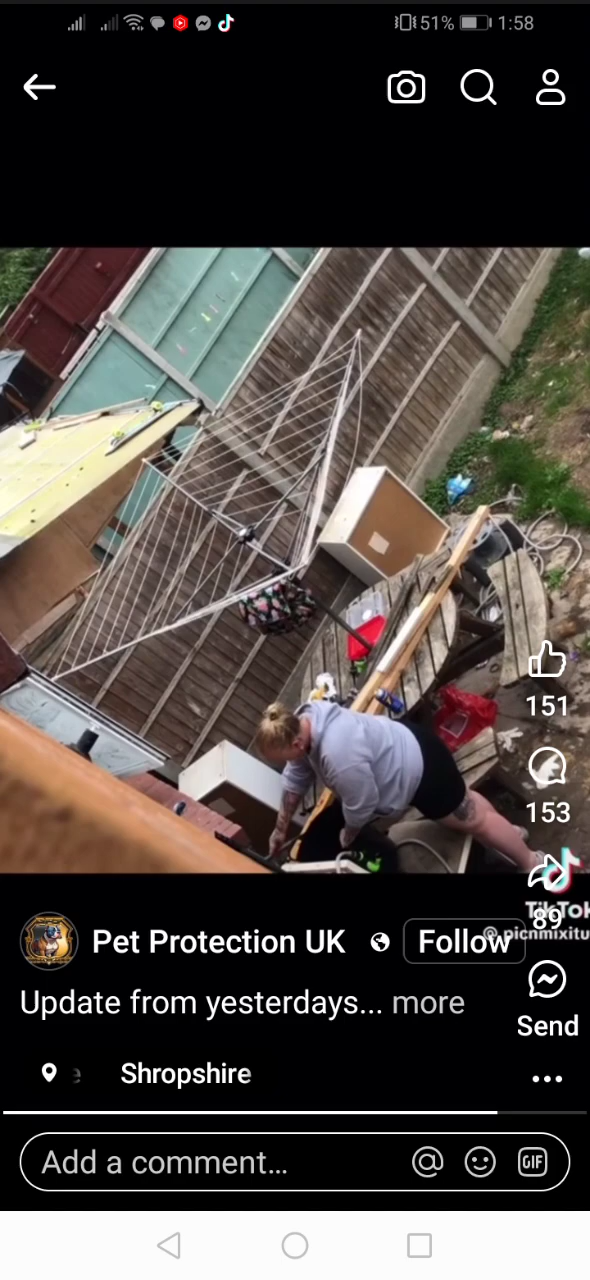 51% 1:58
151
153
TikTok
89
@picnmixitu
Pet Protection UK
Follow
Update from yesterdays... more
Send
e Shropshire
Add a comment...
GIF